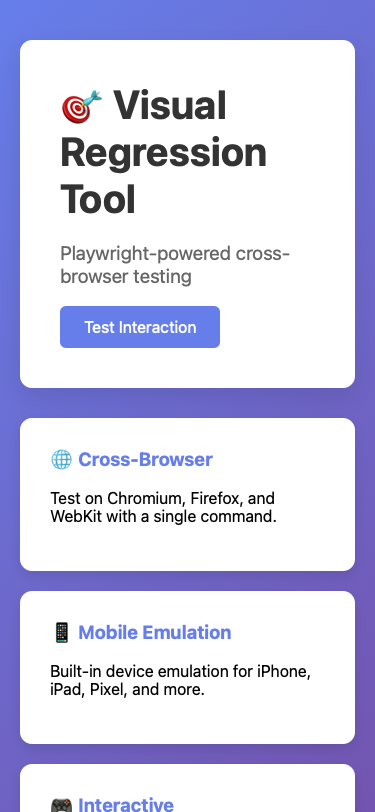 🎯 Visual
Regression
Tool
Playwright-powered cross-
browser testing
Test Interaction
🌐 Cross-Browser
Test on Chromium, Firefox, and
WebKit with a single command.
📱 Mobile Emulation
Built-in device emulation for iPhone,
iPad, Pixel, and more.
🎮 Interactive